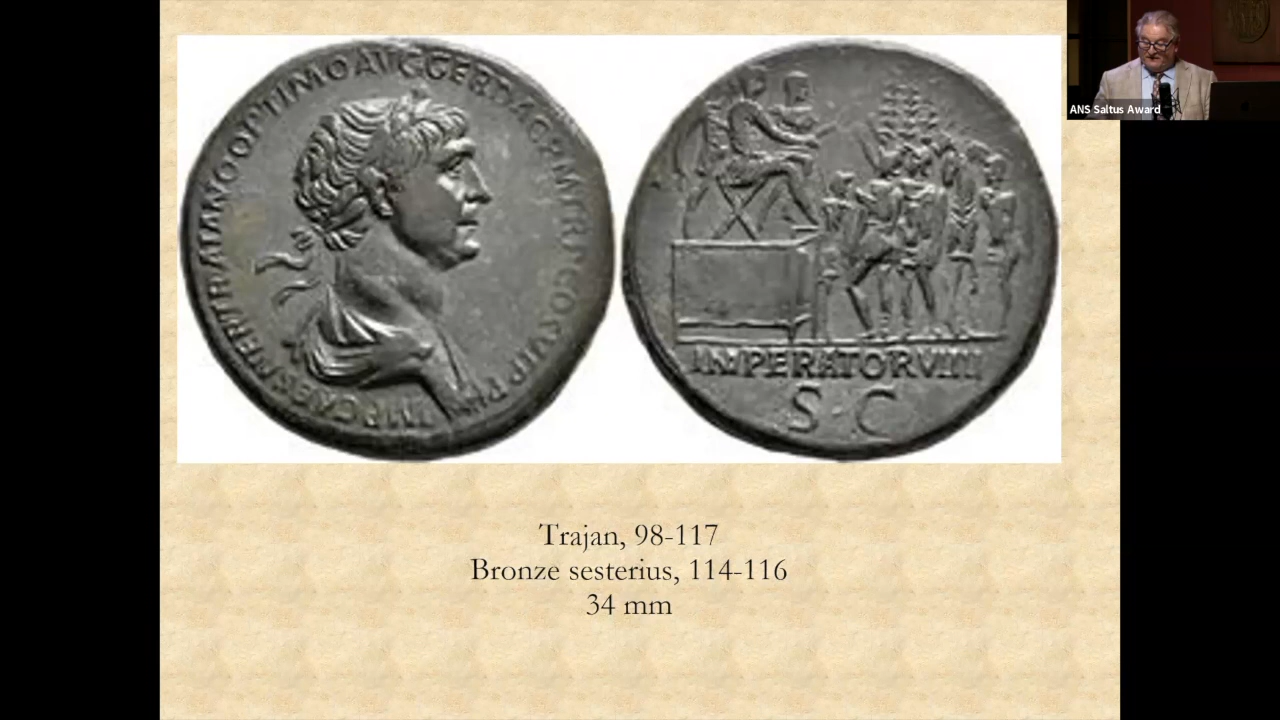 IMP CAES NER TRAIANO OPTIMO AVG GER DAC P M TR P COS VI P P
IMPERATOR VIIII
S C
ANS Saltus Award
Trajan, 98-117
Bronze sesterius, 114-116
34 mm